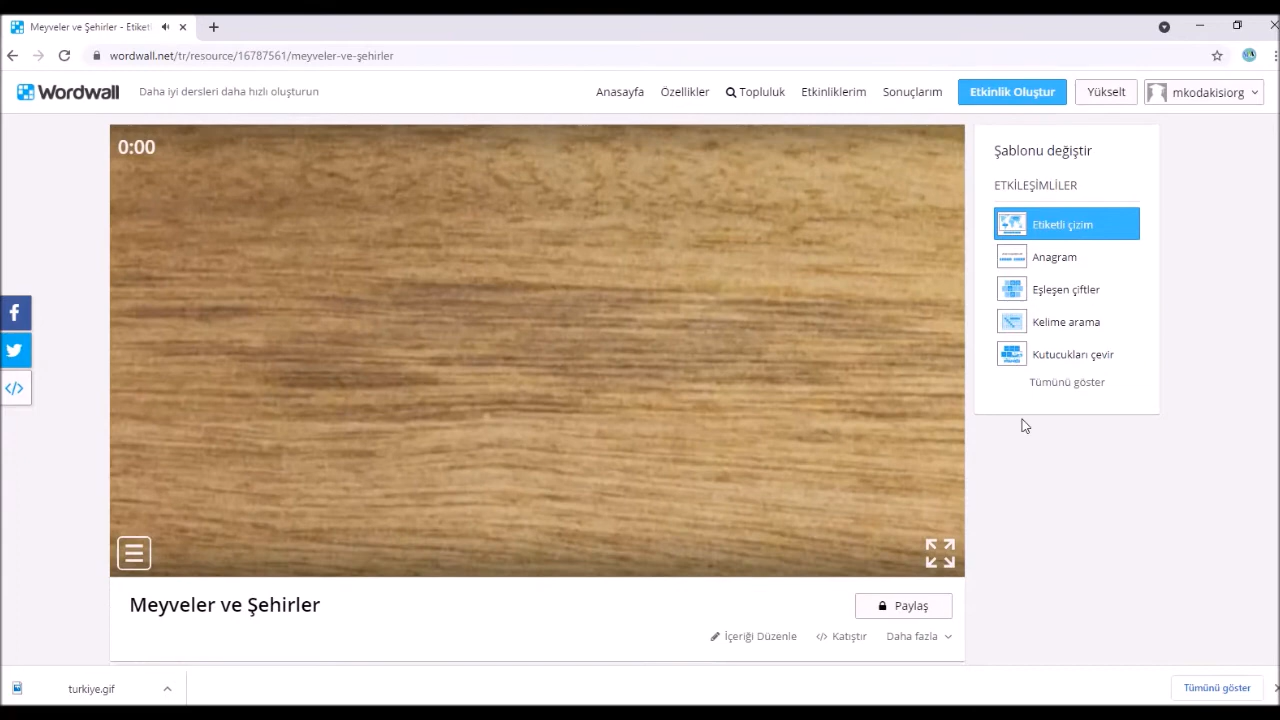 Meyveler ve Şehirler - Etiketl
wordwall.net/tr/resource/16787561/meyveler-ve-şehirler
Wordwall
Daha iyi dersleri daha hızlı oluşturun
Anasayfa
Özellikler
Topluluk
Etkinliklerim
Sonuçlarım
Etkinlik Oluştur
Yükselt
mkodakisiorg
0:00
Şablonu değiştir
ETKİLEŞİMLİLER
Etiketli çizim
Anagram
Eşleşen çiftler
Kelime arama
Kutucukları çevir
Tümünü göster
Meyveler ve Şehirler
Paylaş
İçeriği Düzenle
Katıştır
Daha fazla
turkiye.gif
Tümünü göster